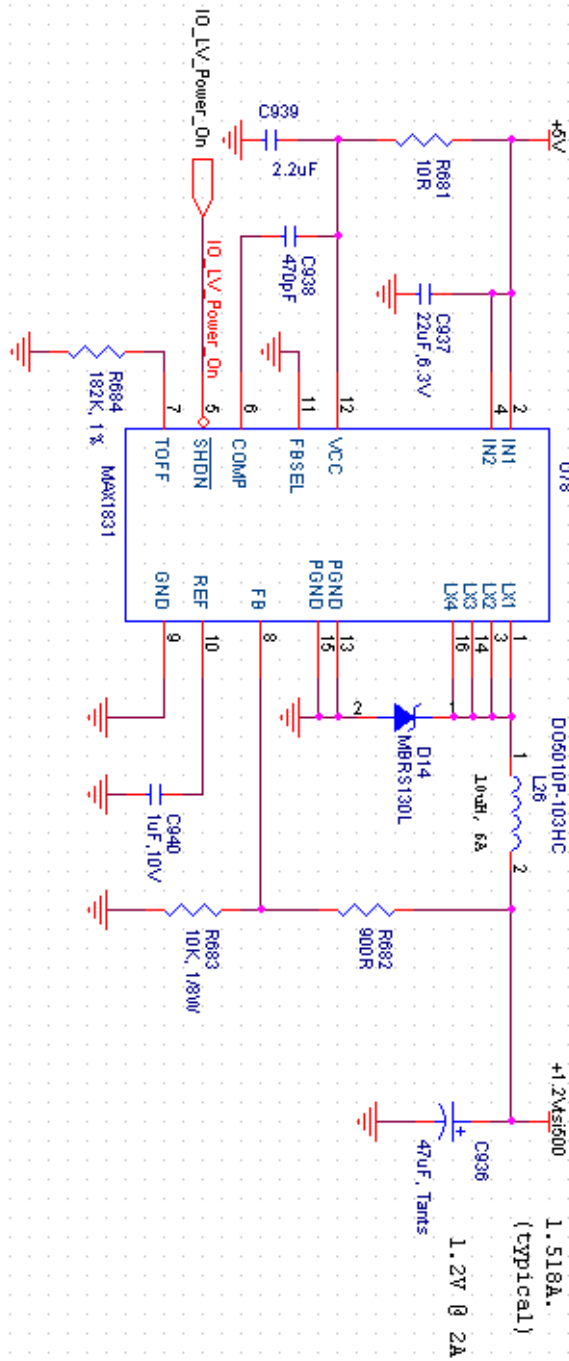 +5V
R681
10R
C939
2.2uF
IO_LV_Power_On
IO_LV_Power_On
C938
470pF
C937
22uF,6.3V
R684
182K, 1%
2
4
12
11
6
5
7
U78
IN1
IN2
VCC
FBSEL
COMP
SHDN
TOFF
MAX1831
LX1
LX2
LX3
LX4
PGND
PGND
FB
REF
GND
1
3
14
16
13
15
8
10
9
1
D14
MBRS130L
2
DO5010P-103HC
L26
1
10uH, 6A
2
C940
1uF,10V
R682
900R
R683
10K, 1/8W
+1.2Vtsi500
C936
+
47uF, Tants
1.518A.
(typical)
1.2V @ 2A